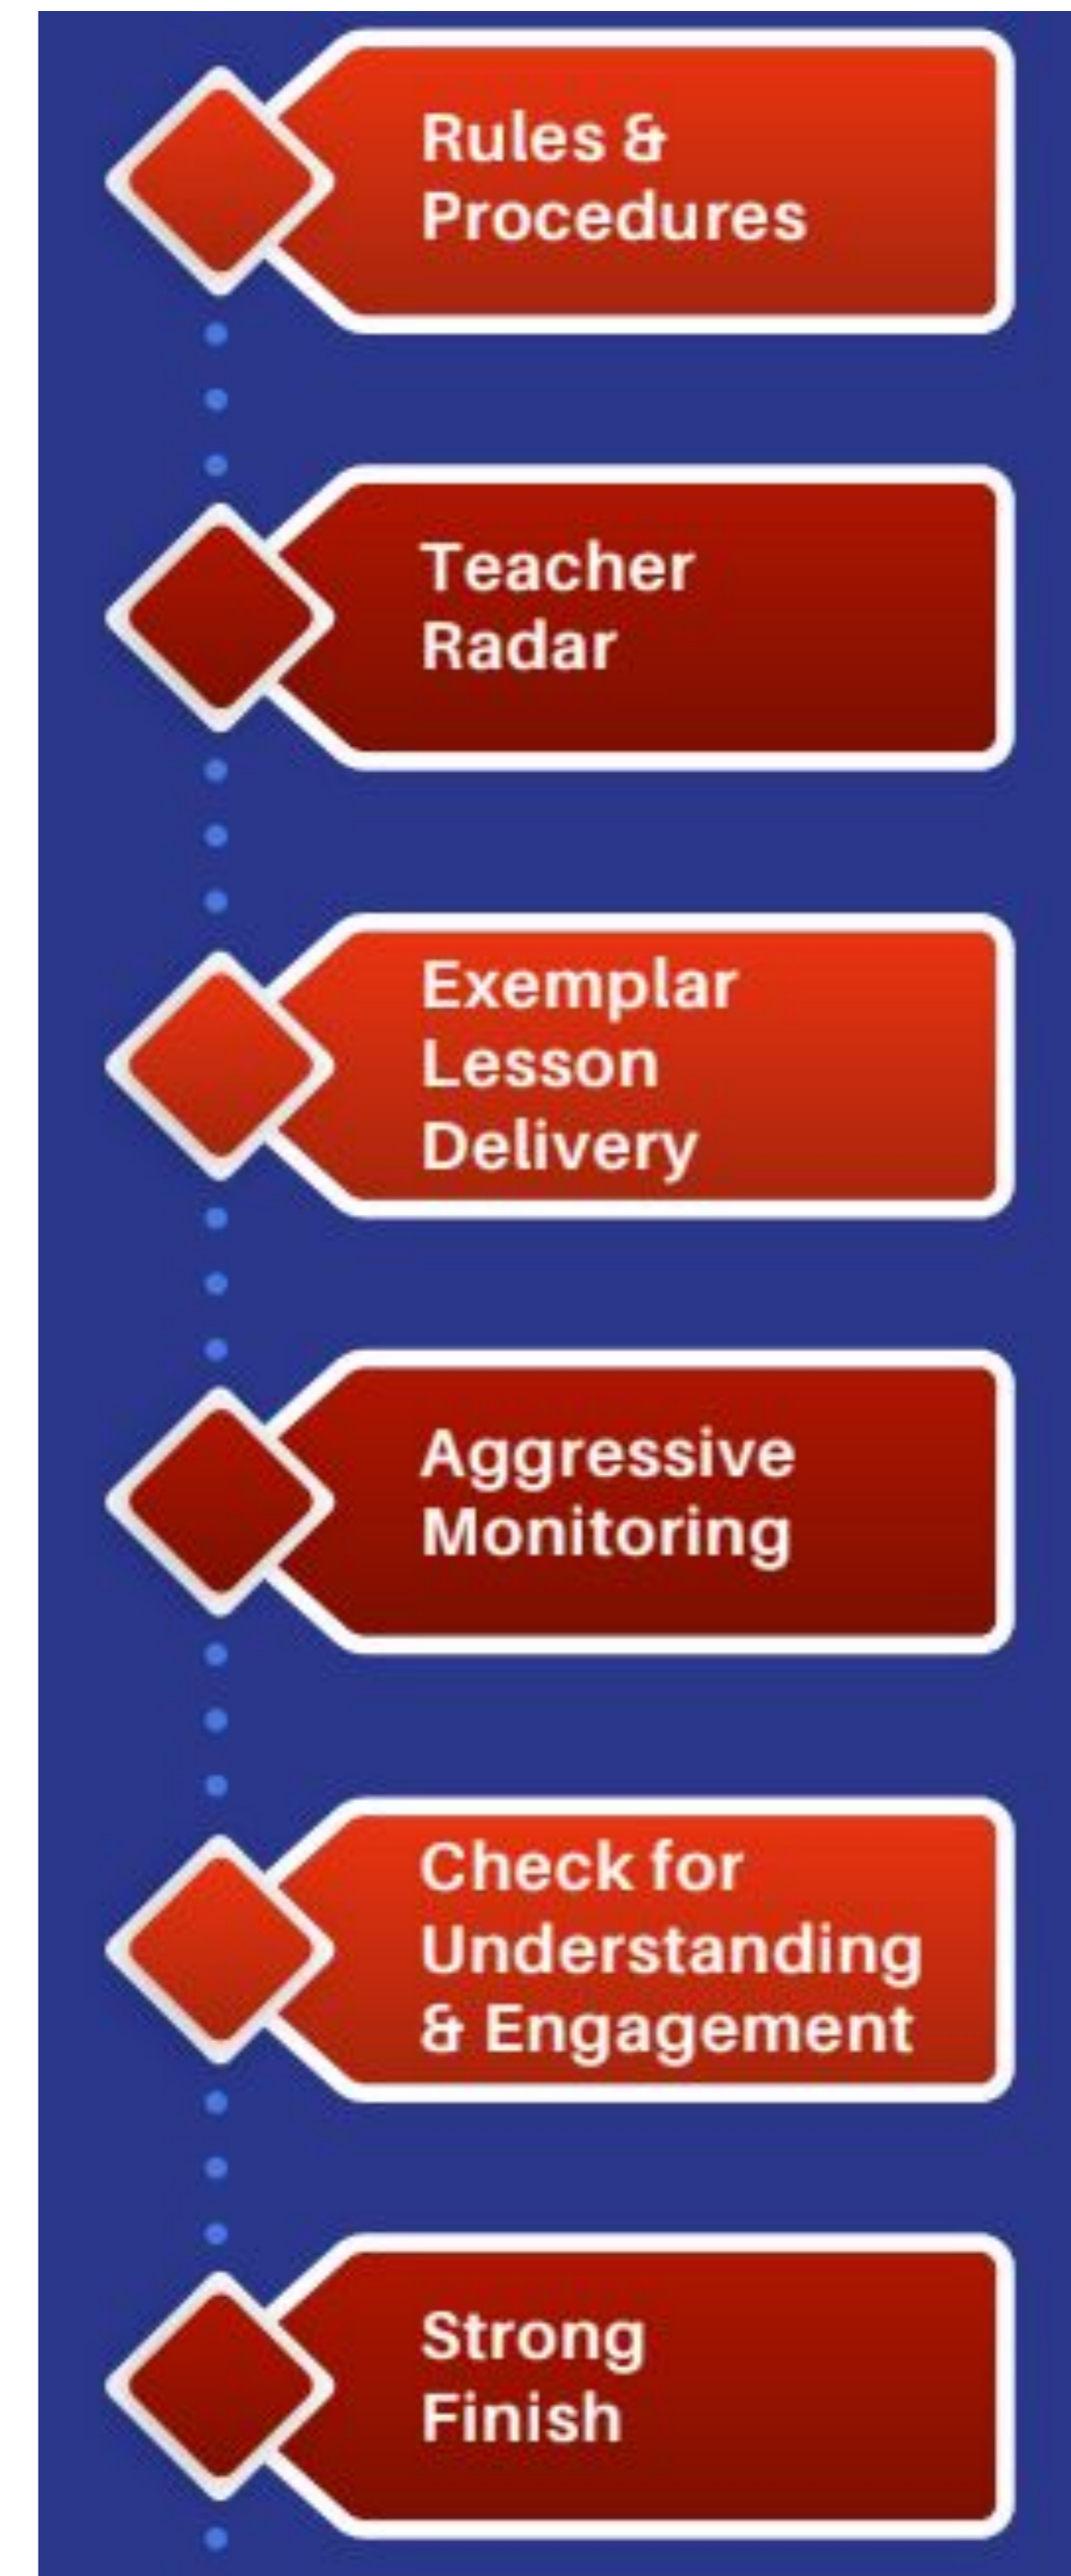 Rules &
Procedures
Teacher
Radar
Exemplar
Lesson
Delivery
Aggressive
Monitoring
Check for
Understanding
& Engagement
Strong
Finish